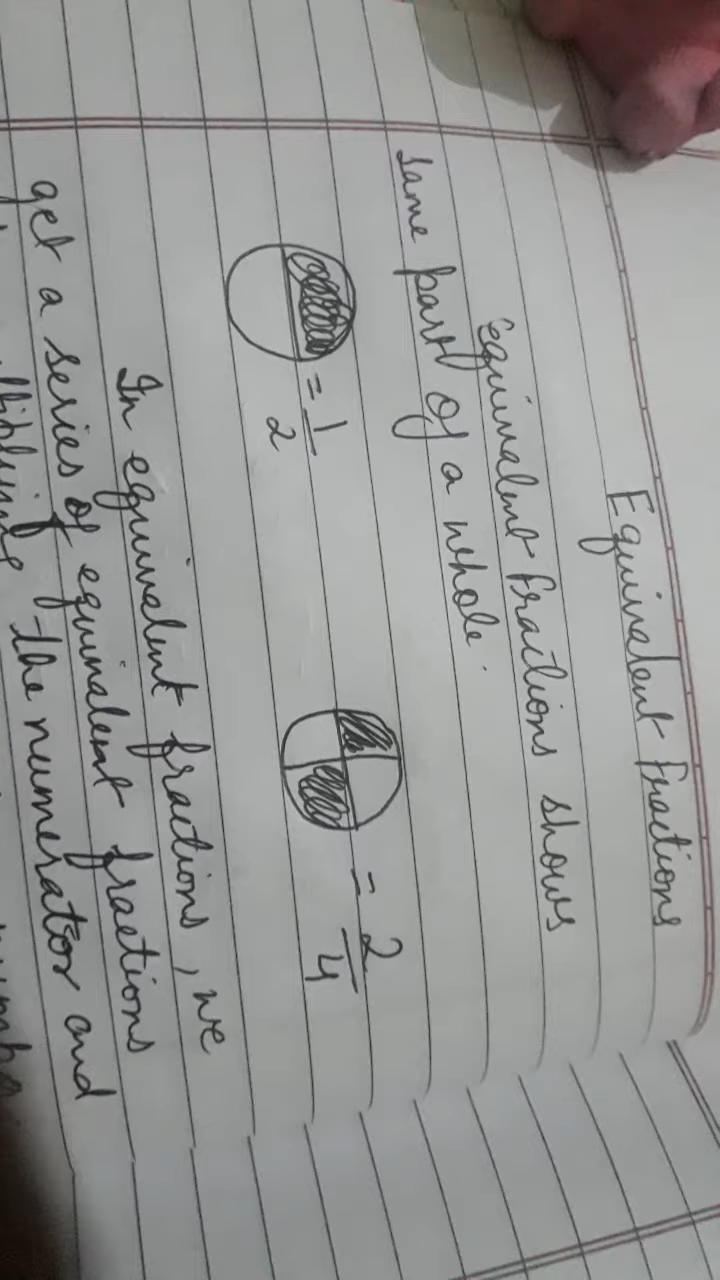 Equivalent Fractions
Equivalent fractions shows
same part of a whole.
= 1/2
= 2/4
In equivalent fractions, we
get a series of equivalent fractions
the numerator and